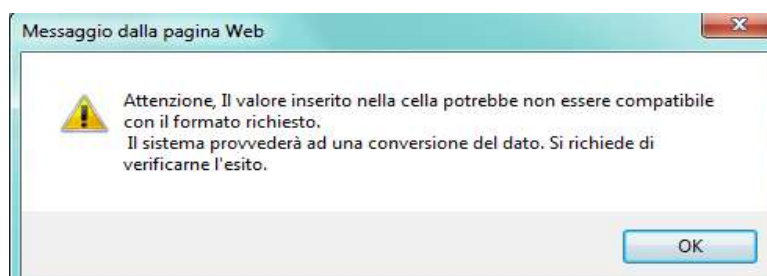 Messaggio dalla pagina Web
Attenzione, Il valore inserito nella cella potrebbe non essere compatibile
con il formato richiesto.
Il sistema provvederà ad una conversione del dato. Si richiede di
verificarne l'esito.
OK